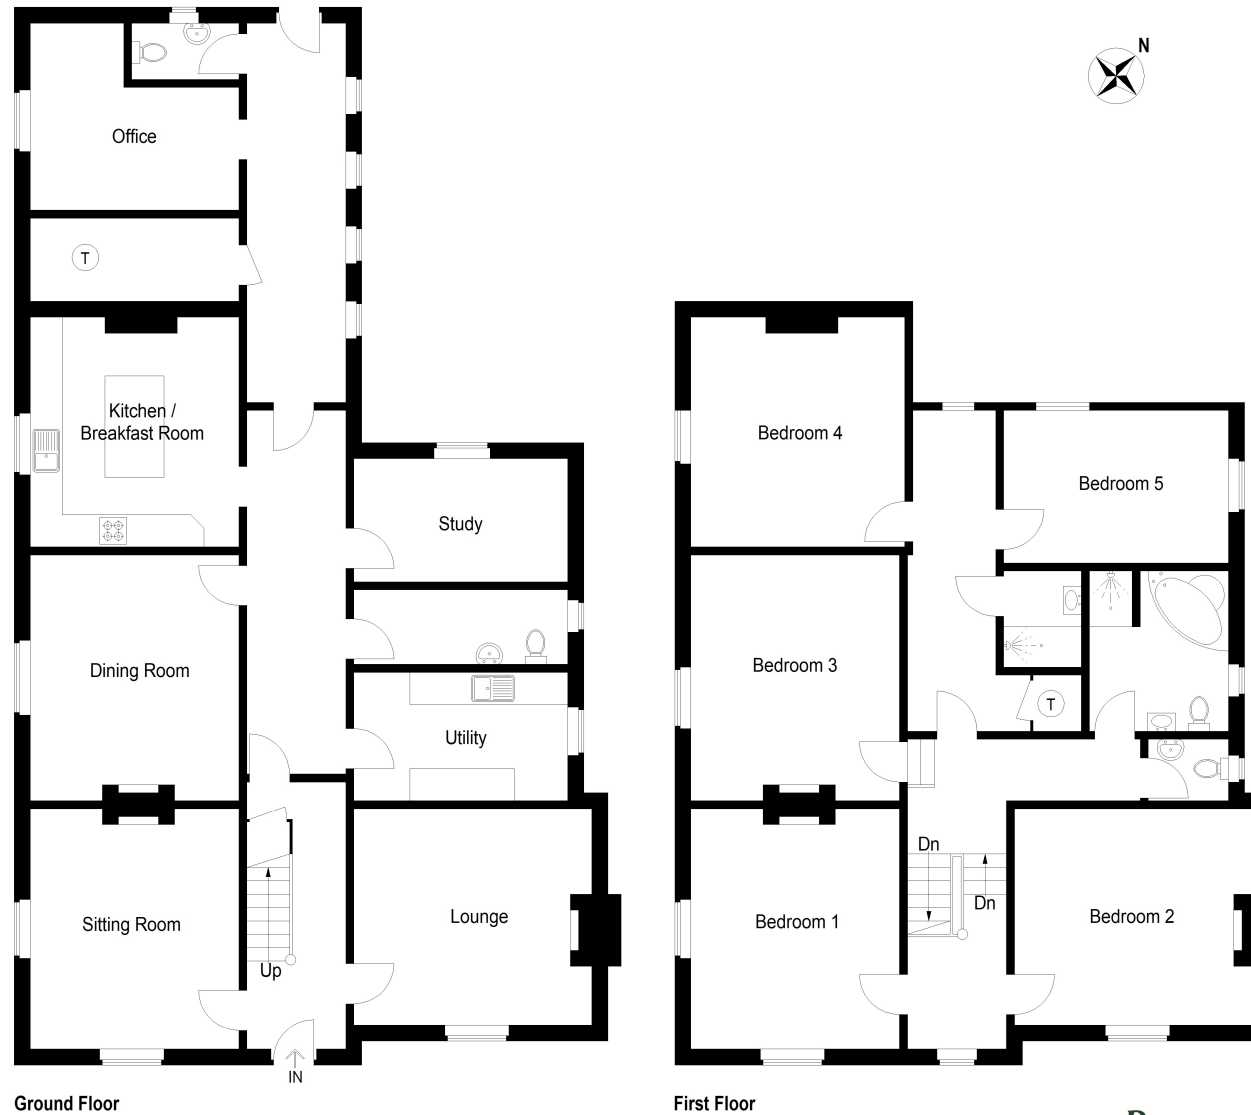 N
Office
T
Kitchen /
Breakfast Room
Study
Dining Room
Utility
Sitting Room
Lounge
Up
IN
Ground Floor
Bedroom 4
Bedroom 5
Bedroom 3
T
Dn
Dn
Bedroom 1
Bedroom 2
First Floor